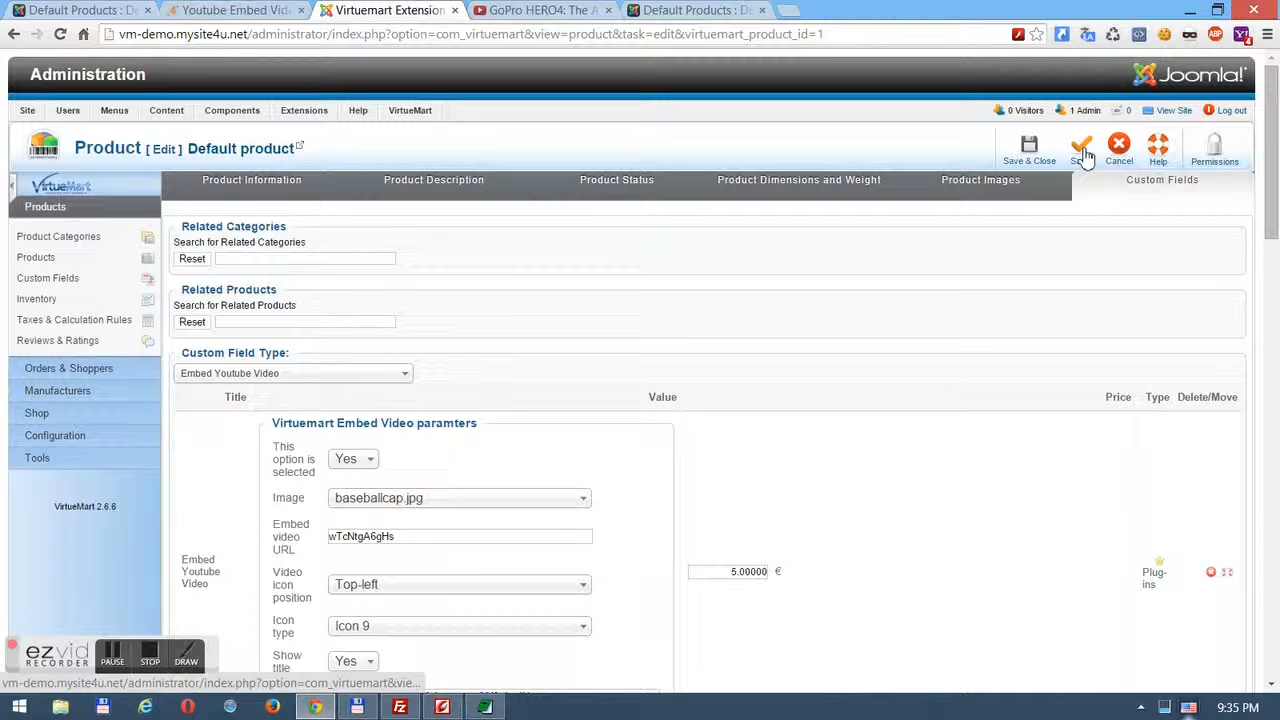 Default Products : De
Youtube Embed Vide
Virtuemart Extension
GoPro HERO4: The A
Default Products : De
vm-demo.mysite4u.net/administrator/index.php?option=com_virtuemart&view=product&task=edit&virtuemart_product_id=1
Administration
Joomla!
Site
Users
Menus
Content
Components
Extensions
Help
VirtueMart
0 Visitors
1 Admin
0
View Site
Log out
Product [ Edit ] Default product
Save & Close
Cancel
Help
Permissions
VirtueMart
Product Information
Product Description
Product Status
Product Dimensions and Weight
Product Images
Custom Fields
Products
Product Categories
Products
Custom Fields
Inventory
Taxes & Calculation Rules
Reviews & Ratings
Orders & Shoppers
Manufacturers
Shop
Configuration
Tools
VirtueMart 2.6.6
Related Categories
Search for Related Categories
Reset
Related Products
Search for Related Products
Reset
Custom Field Type:
Embed Youtube Video
Title
Value
Price
Type
Delete/Move
Virtuemart Embed Video paramters
This
option is
selected
Yes
Image
baseballcap.jpg
Embed
video
URL
wTcNtgA6gHs
Embed
Youtube
Video
Video
icon
position
Top-left
5.00000 €
Plug-
ins
Icon
type
Icon 9
Show
title
Yes
ezvid
RECORDER
PAUSE
STOP
DRAW
vm-demo.mysite4u.net/administrator/index.php?option=com_virtuemart&vie...
9:35 PM